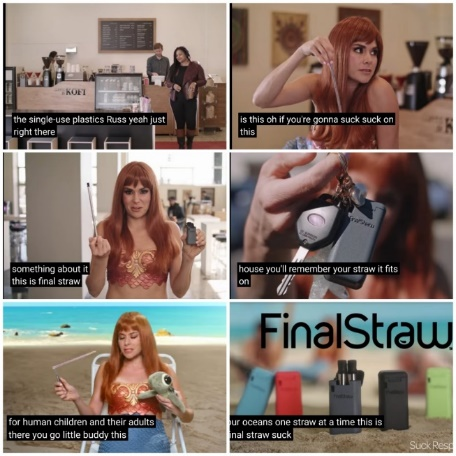 KOFI
the single-use plastics Russ yeah just
right there
is this oh if you're gonna suck suck on
this
something about it
this is final straw
FinalStraw
house you'll remember your straw it fits
on
for human children and their adults
there you go little buddy this
FinalStraw
ur oceans one straw at a time this is
inal straw suck
Suck Resp